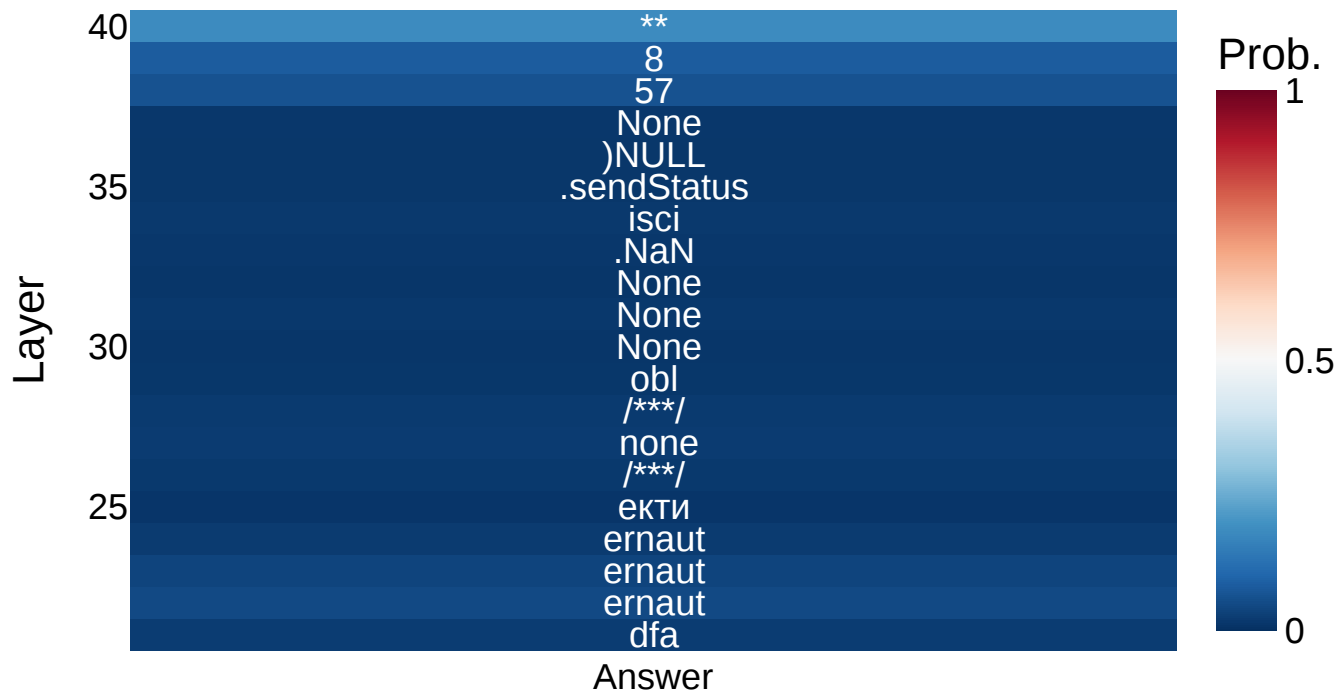 40
**
8
57
None
)NULL
35
.sendStatus
isci
.NaN
None
None
30
None
obl
/***/
none
/***/
25
екти
ernaut
ernaut
ernaut
dfa
Layer
Answer
Prob.
1
0.5
0